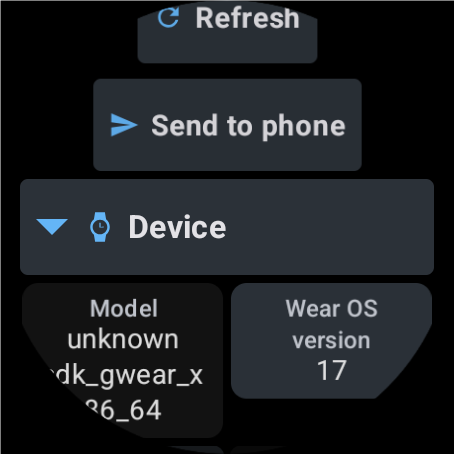 Refresh
Send to phone
Device
Model
unknown
dk_gwear_x
86_64
Wear OS
version
17